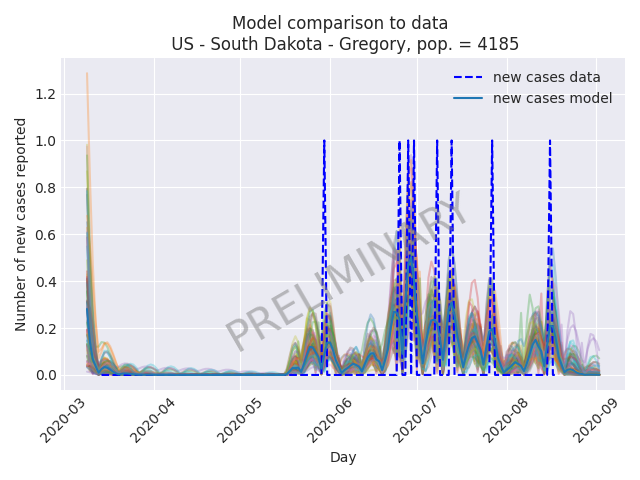 Model comparison to data
US - South Dakota - Gregory, pop. = 4185
new cases data
new cases model
Number of new cases reported
1.2
1.0
0.8
0.6
0.4
0.2
0.0
PRELIMINARY
2020-03
2020-04
2020-05
2020-06
2020-07
2020-08
2020-09
Day